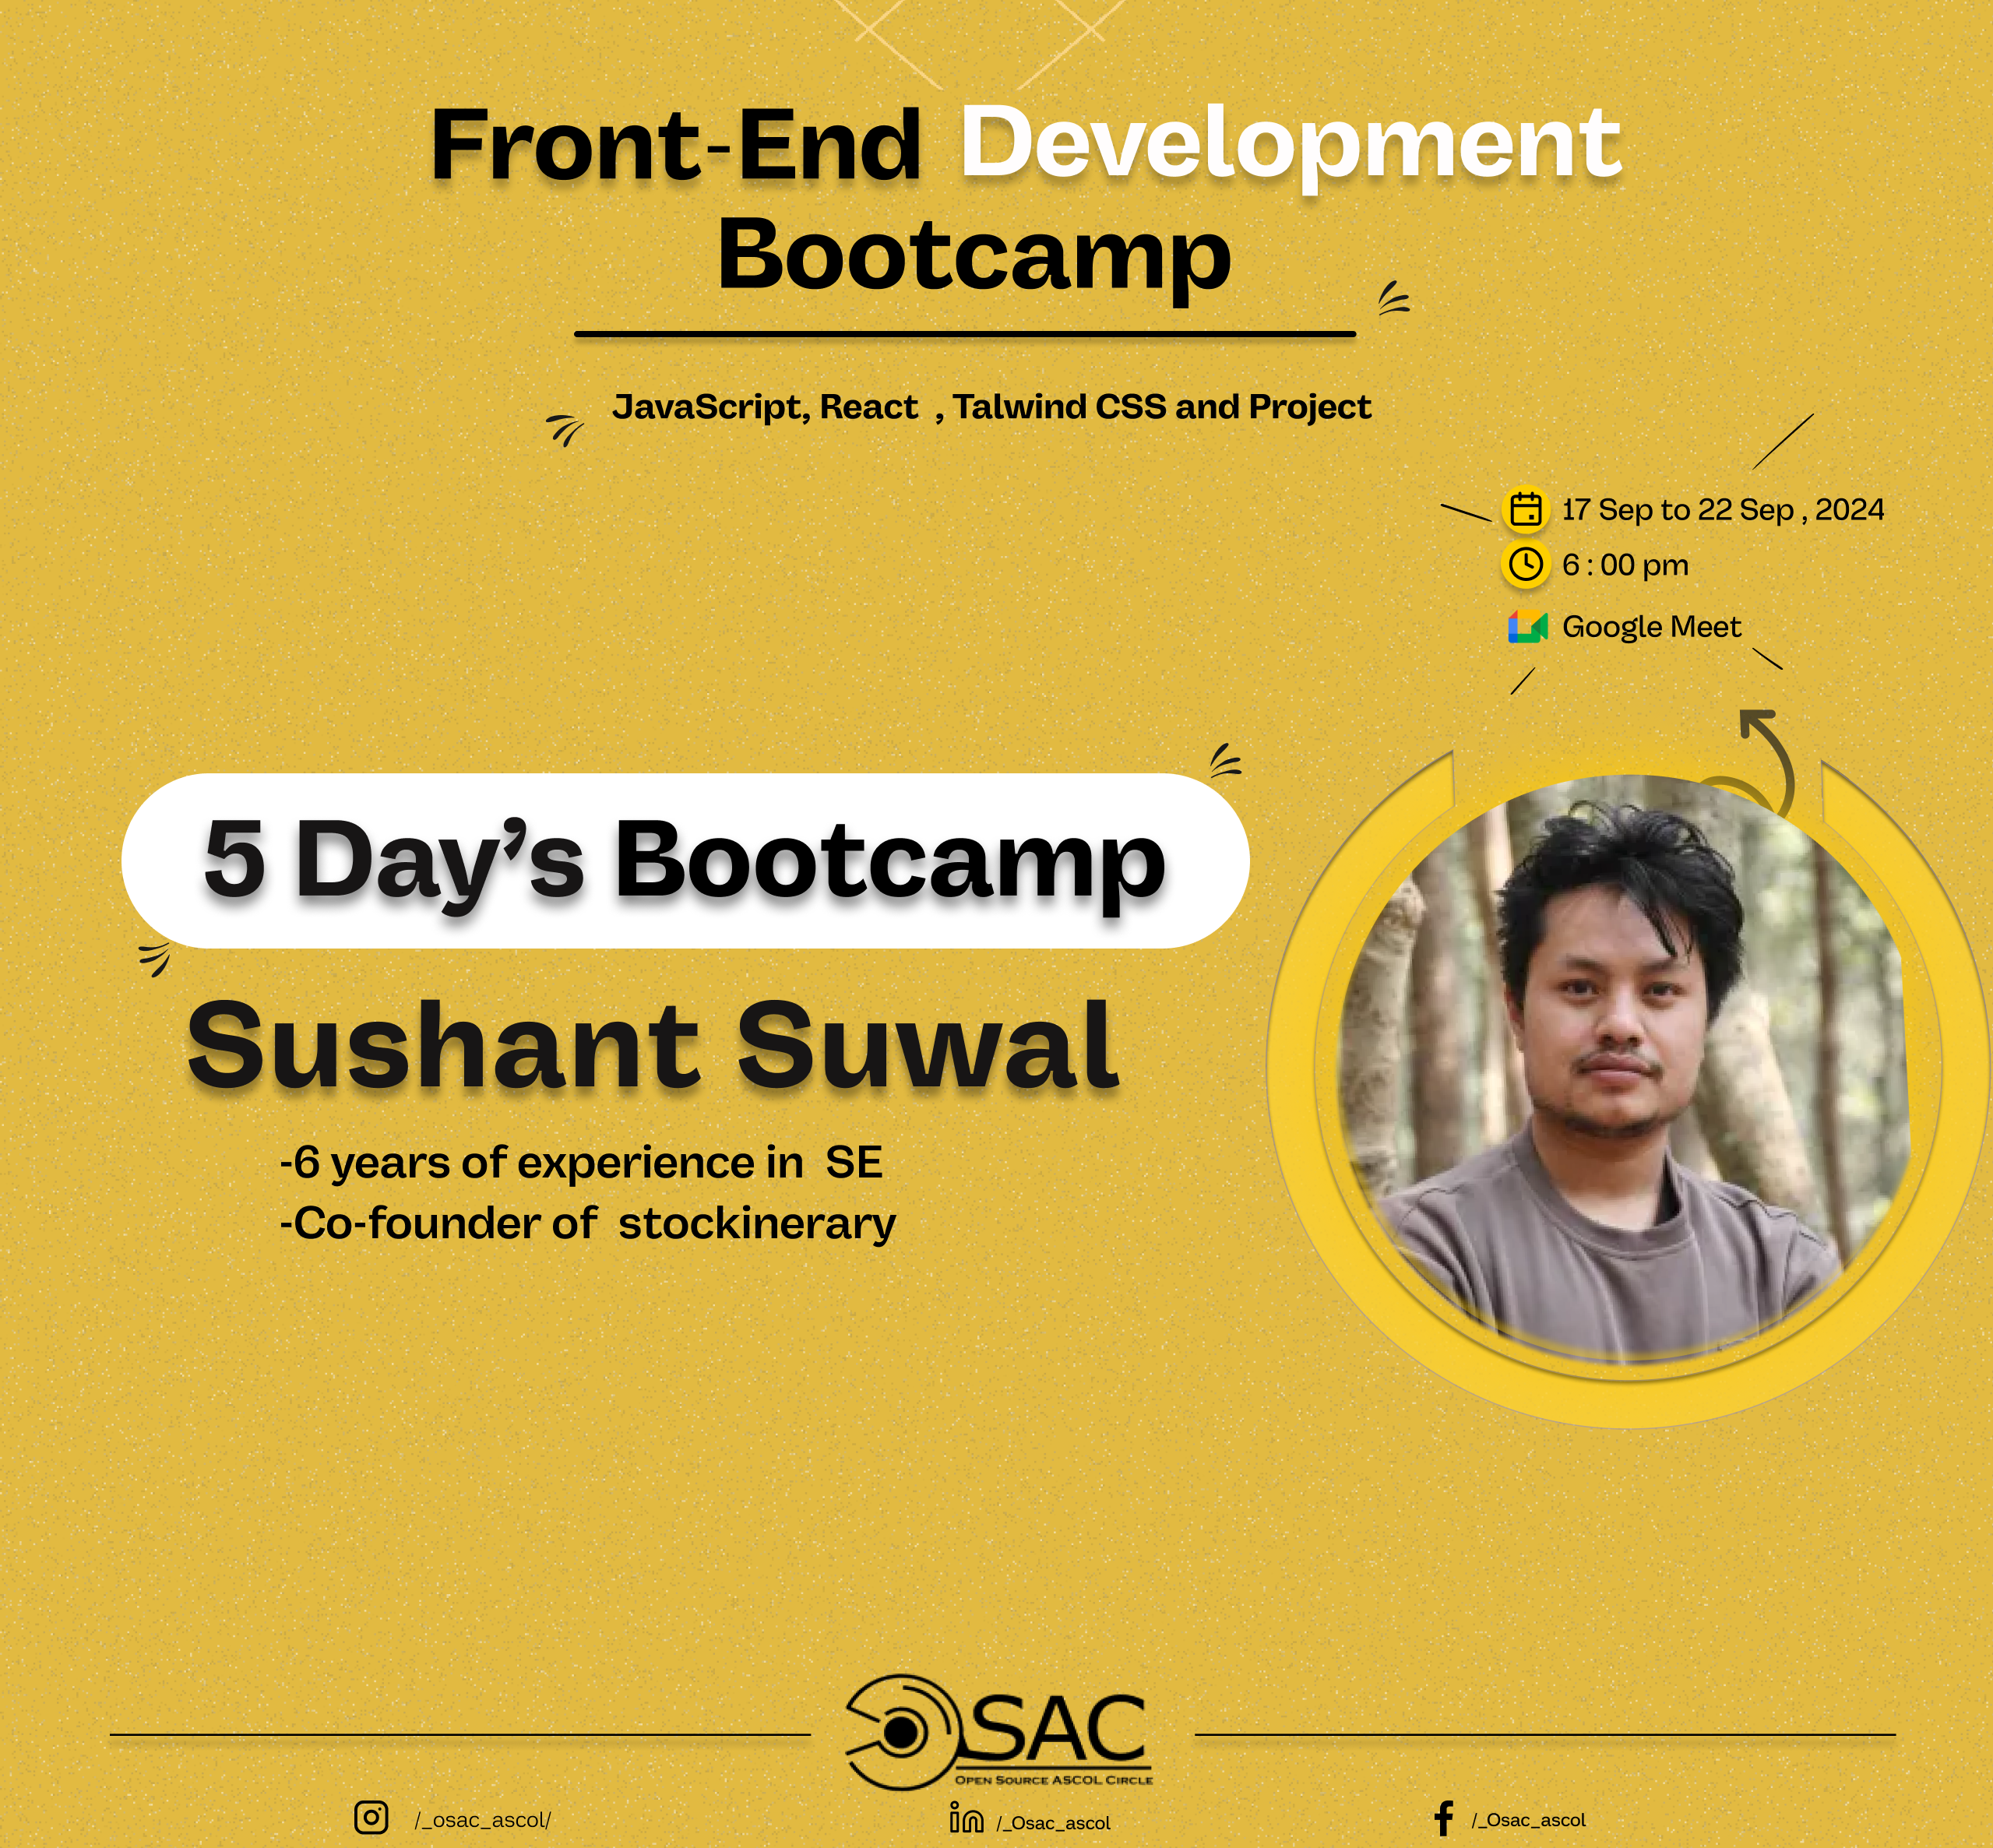 Front-End Development
Bootcamp
JavaScript, React , Talwind CSS and Project
17 Sep to 22 Sep , 2024
6 : 00 pm
Google Meet
5 Day’s Bootcamp
Sushant Suwal
-6 years of experience in SE
-Co-founder of stockinerary
OSAC
OPEN SOURCE ASCOL CIRCLE
/_osac_ascol/
in /_Osac_ascol
f /_Osac_ascol